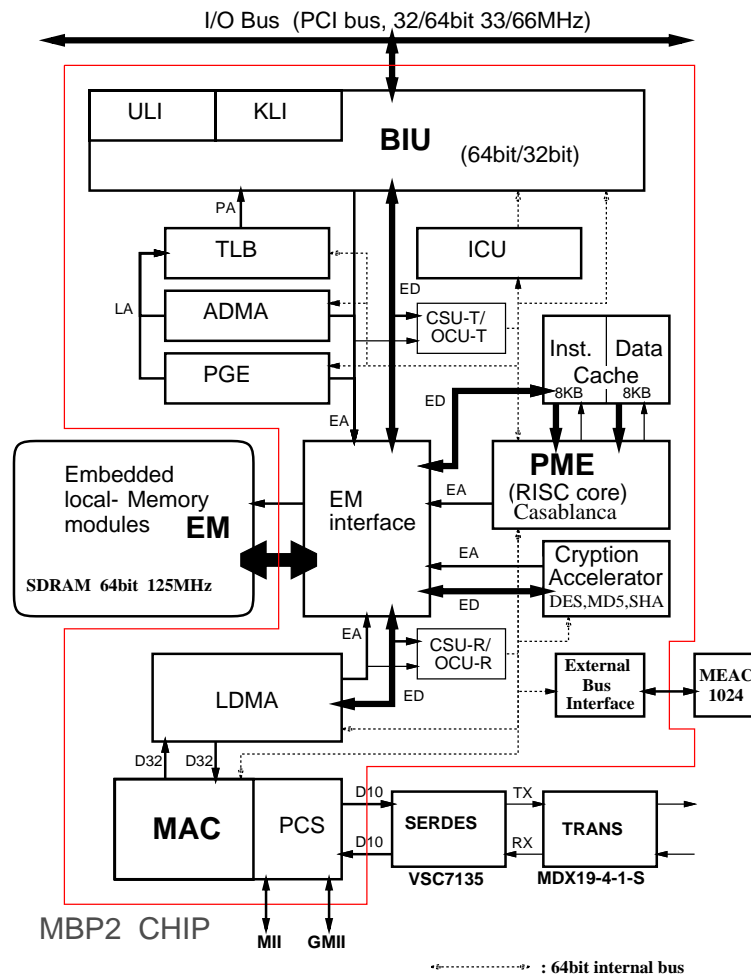 I/O Bus (PCI bus, 32/64bit 33/66MHz)
ULI
KLI
BIU
(64bit/32bit)
PA
TLB
ICU
LA
ADMA
ED
CSU-T/
OCU-T
PGE
Inst.
Data
Cache
8KB
8KB
EA
ED
Embedded
local- Memory
modules
EM
SDRAM 64bit 125MHz
EM
interface
EA
PME
(RISC core)
Casablanca
EA
ED
Cryption
Accelerator
DES,MD5,SHA
EA
CSU-R/
OCU-R
ED
LDMA
External
Bus
Interface
MEAC
1024
D32
D32
MAC
PCS
D10
D10
SERDES
VSC7135
TX
RX
TRANS
MDX19-4-1-S
MBP2 CHIP
MII
GMII
: 64bit internal bus